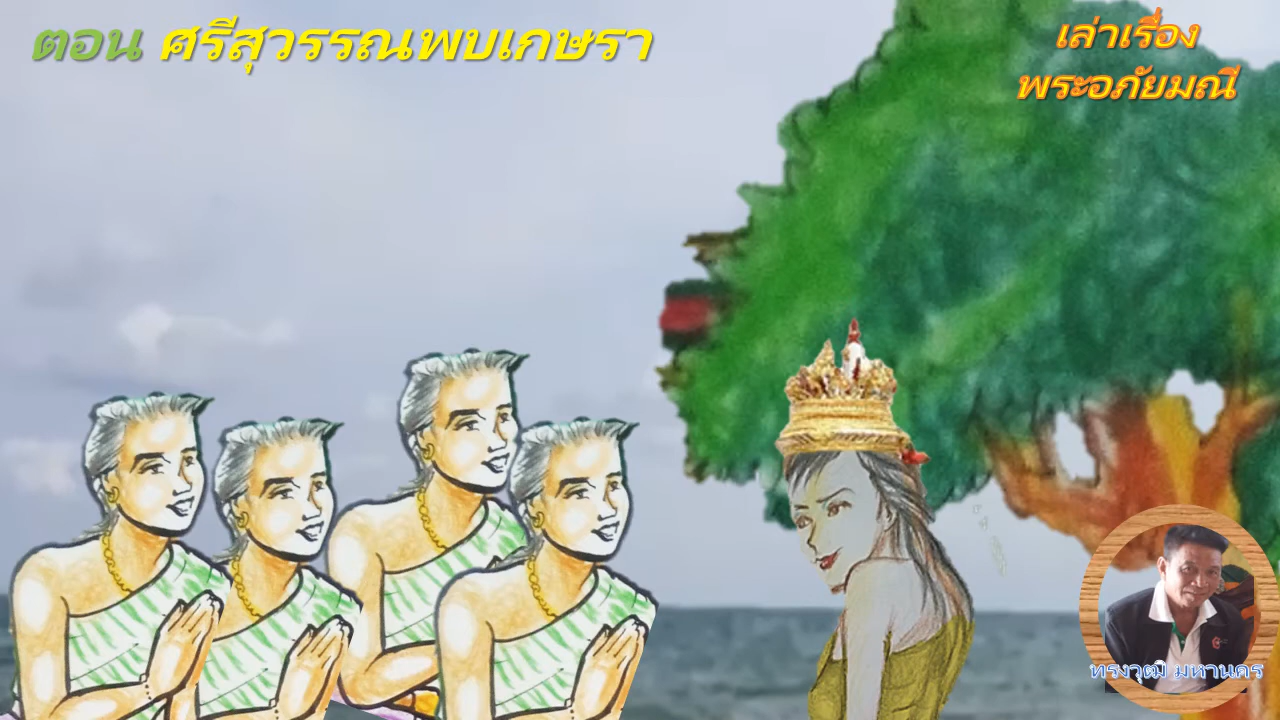 ตอน ศรีสุวรรณพบเกษรา
เล่าเรื่อง
พระอภัยมณี
ทรงวุฒิ มหานคร